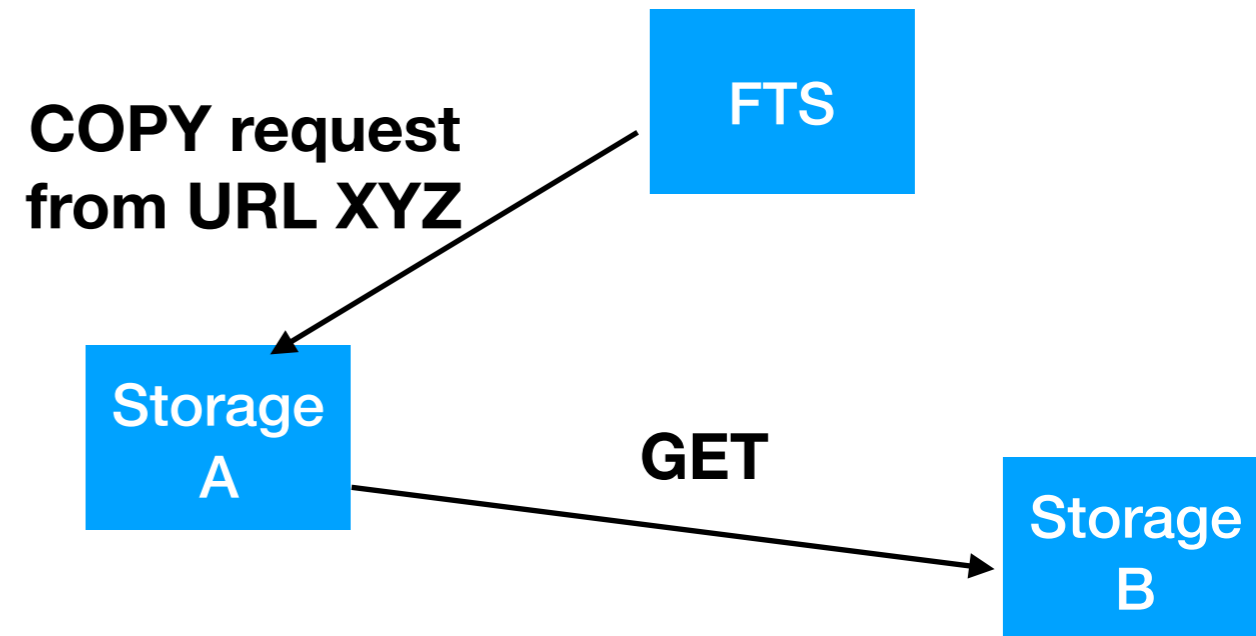 FTS
COPY request
from URL XYZ
Storage
A
GET
Storage
B